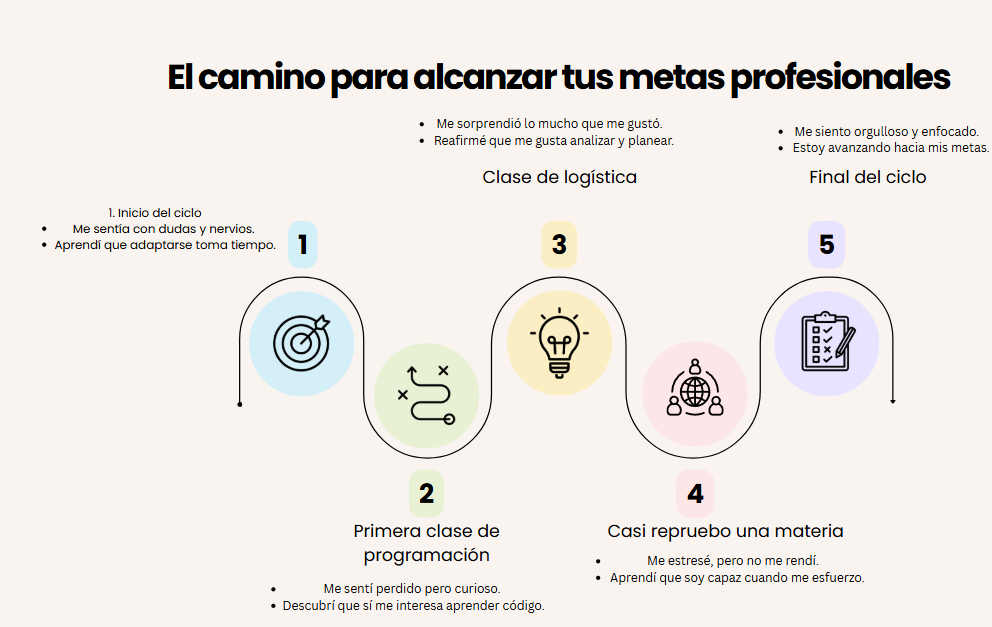 El camino para alcanzar tus metas profesionales
1. Inicio del ciclo
• Me sentía con dudas y nervios.
• Aprendí que adaptarse toma tiempo.
1
2
Primera clase de
programación
• Me sentí perdido pero curioso.
• Descubrí que sí me interesa aprender código.
• Me sorprendió lo mucho que me gustó.
• Reafirmé que me gusta analizar y planear.
Clase de logística
3
4
Casi repruebo una materia
• Me estresé, pero no me rendí.
• Aprendí que soy capaz cuando me esfuerzo.
• Me siento orgulloso y enfocado.
• Estoy avanzando hacia mis metas.
Final del ciclo
5